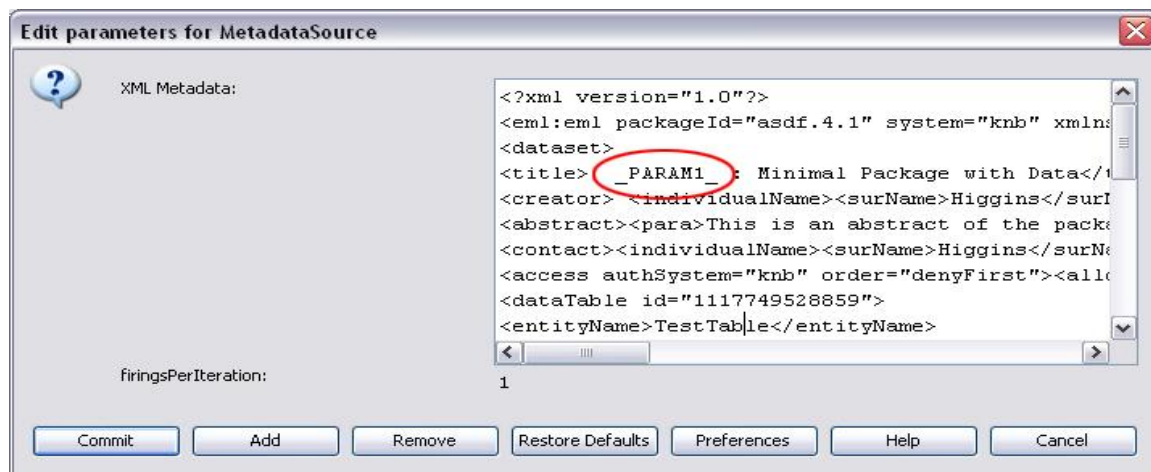 Edit parameters for MetadataSource
XML Metadata:
<?xml version="1.0"?>
<eml:eml packageId="asdf.4.1" system="knb" xmlns
<dataset>
<title> _PARAM1_ : Minimal Package with Data</
<creator> <individualName><surName>Higgins</sur
<abstract><para>This is an abstract of the packa
<contact><individualName><surName>Higgins</surNa
<access authSystem="knb" order="denyFirst"><allo
<dataTable id="1117749528859">
<entityName>TestTable</entityName>
firingsPerIteration:
1
Commit Add Remove Restore Defaults Preferences Help Cancel